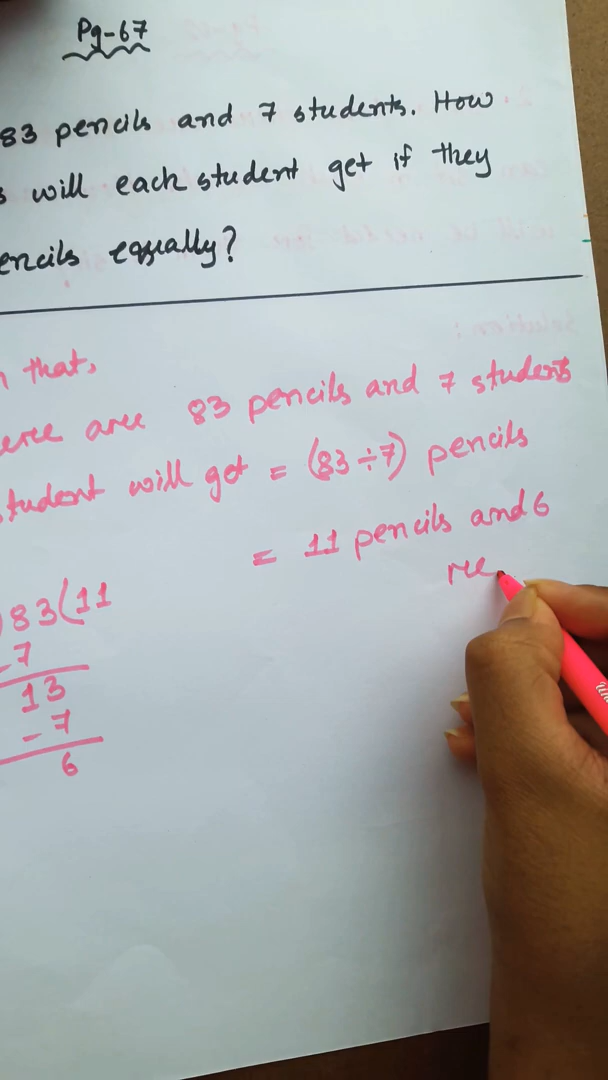 Pg-67
83 pencils and 7 students. How
s will each student get if they
encils equally?
n that,
ere are 83 pencils and 7 students
student will get = (83÷7) pencils
= 11 pencils and 6
re
)83(11
-7
13
-7
6